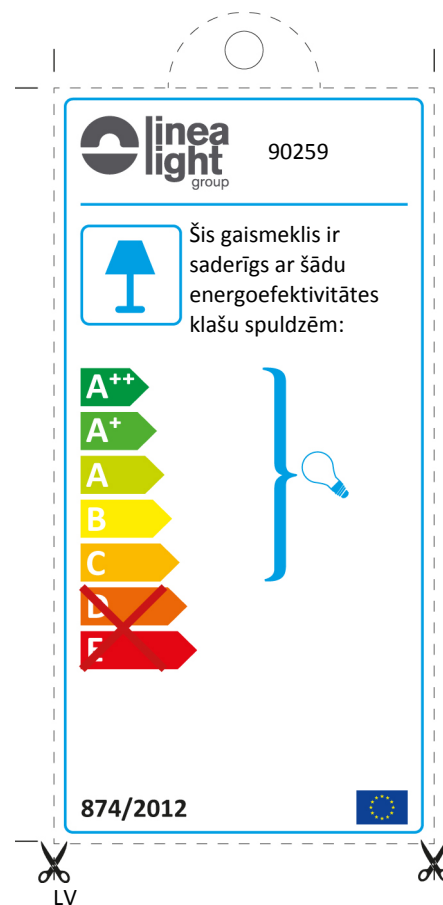 linea
light
group
90259
Šis gaismeklis ir
saderīgs ar šādu
energoefektivitātes
klašu spuldzēm:
A++
A+
A
B
C
D
E
874/2012
LV